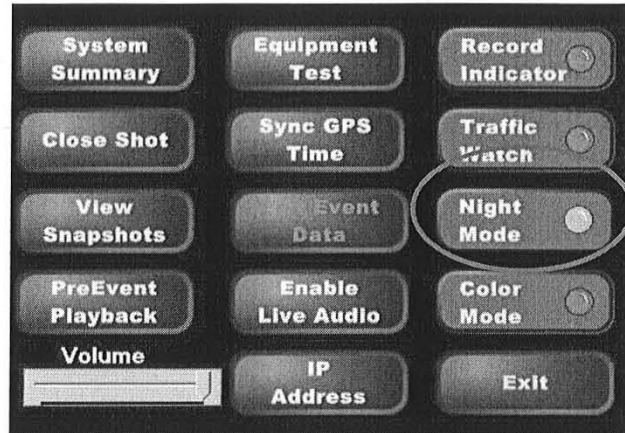 System
Summary
Equipment
Test
Record
Indicator
Close Shot
Sync GPS
Time
Traffic
Watch
View
Snapshots
Event
Data
Night
Mode
PreEvent
Playback
Enable
Live Audio
Color
Mode
Volume
IP
Address
Exit